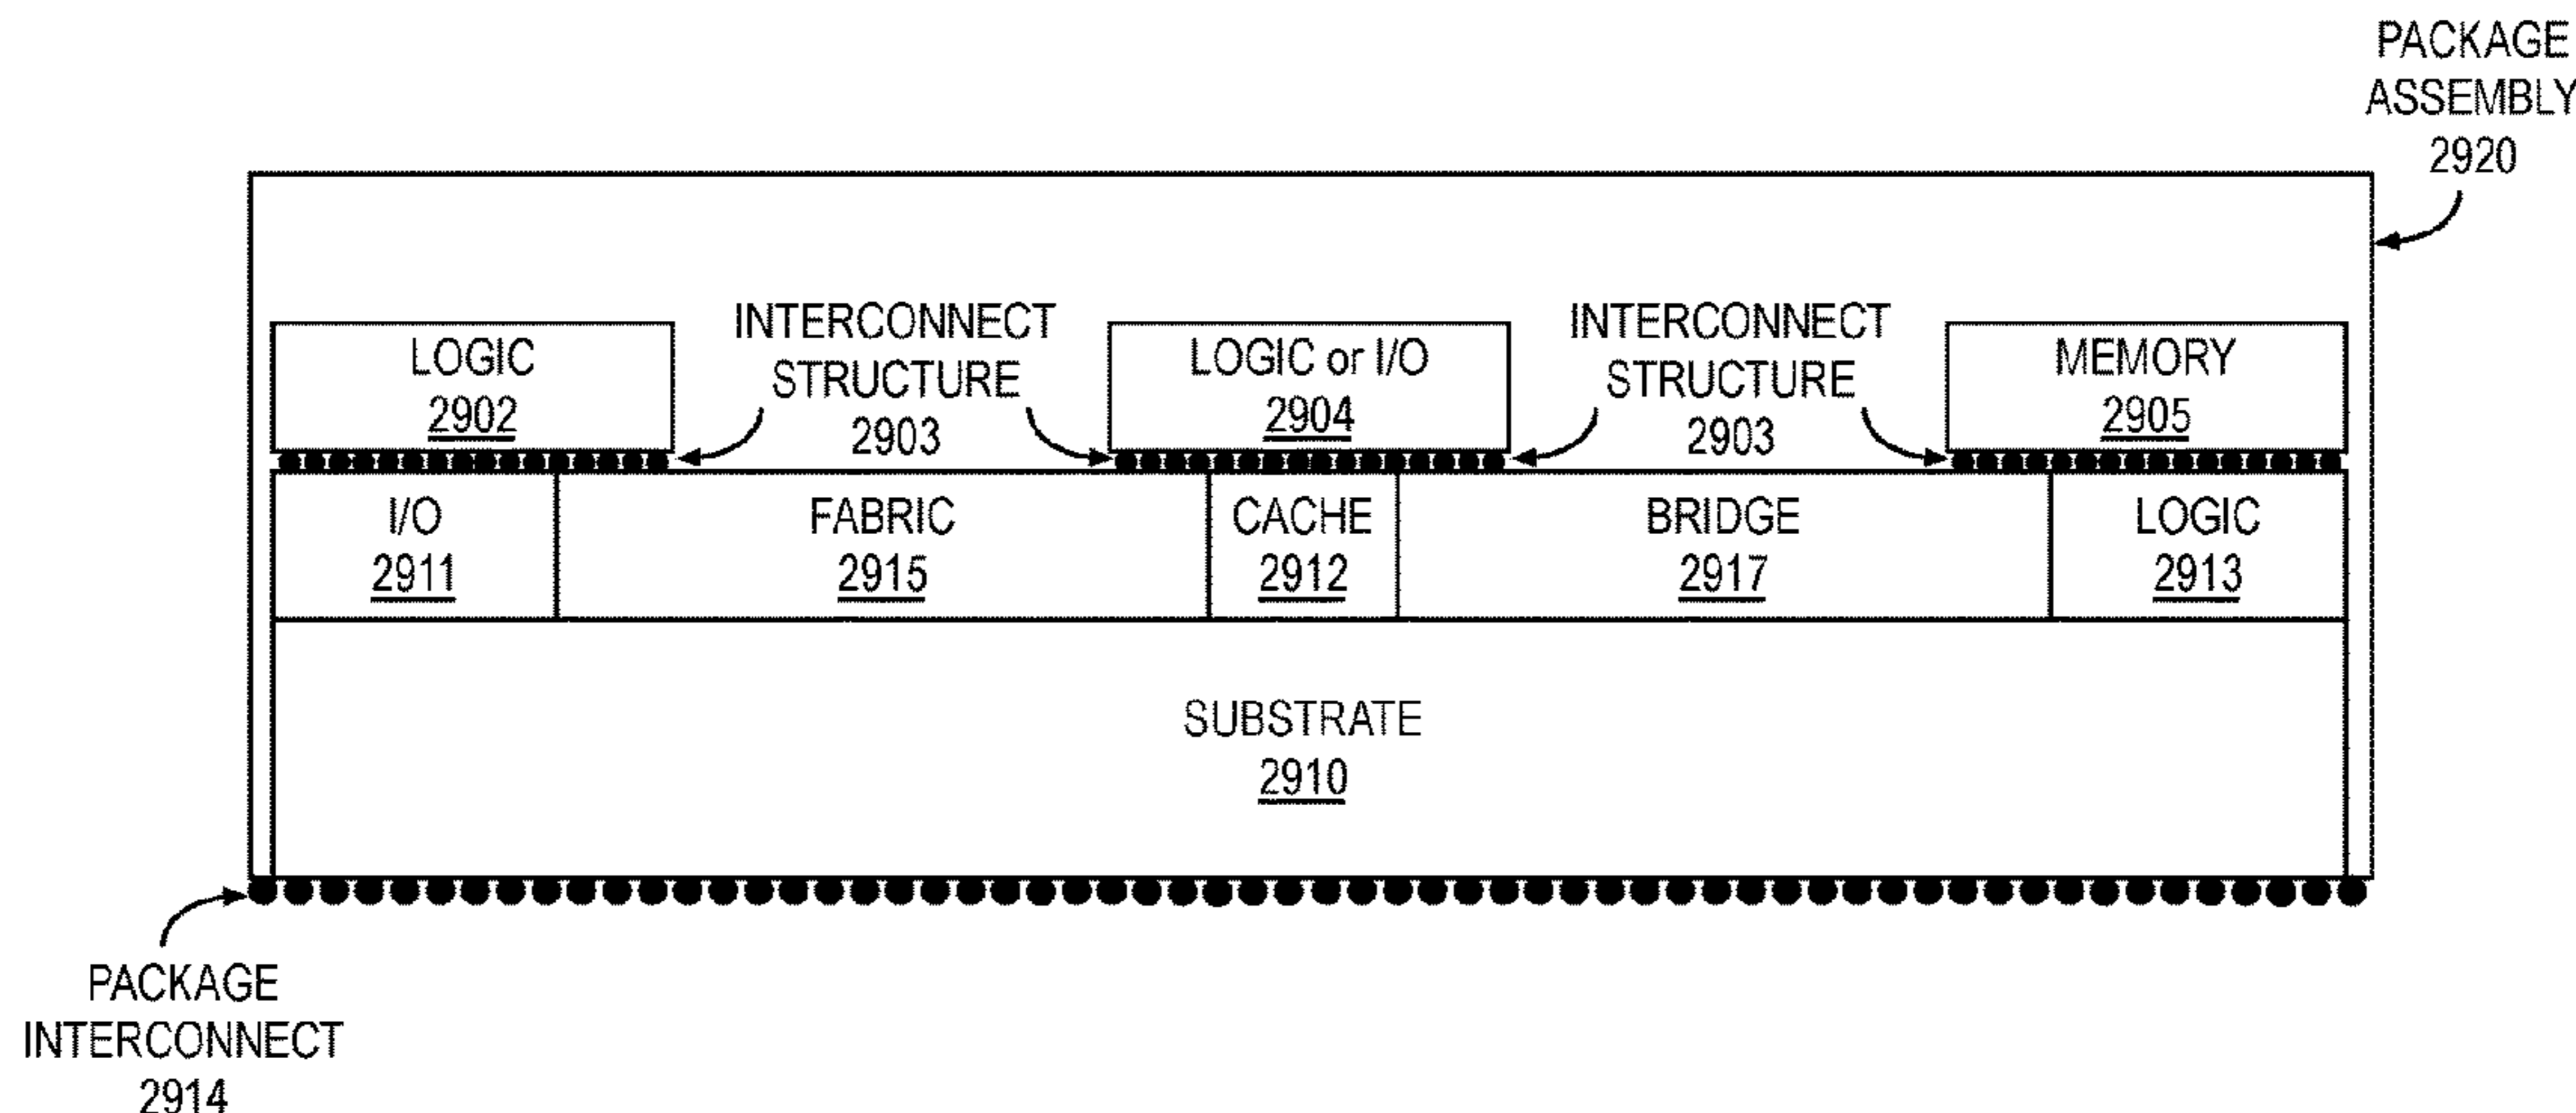 PACKAGE
ASSEMBLY
2920
LOGIC
2902
INTERCONNECT
STRUCTURE
2903
LOGIC or I/O
2904
INTERCONNECT
STRUCTURE
2903
MEMORY
2905
I/O
2911
FABRIC
2915
CACHE
2912
BRIDGE
2917
LOGIC
2913
SUBSTRATE
2910
PACKAGE
INTERCONNECT
2914